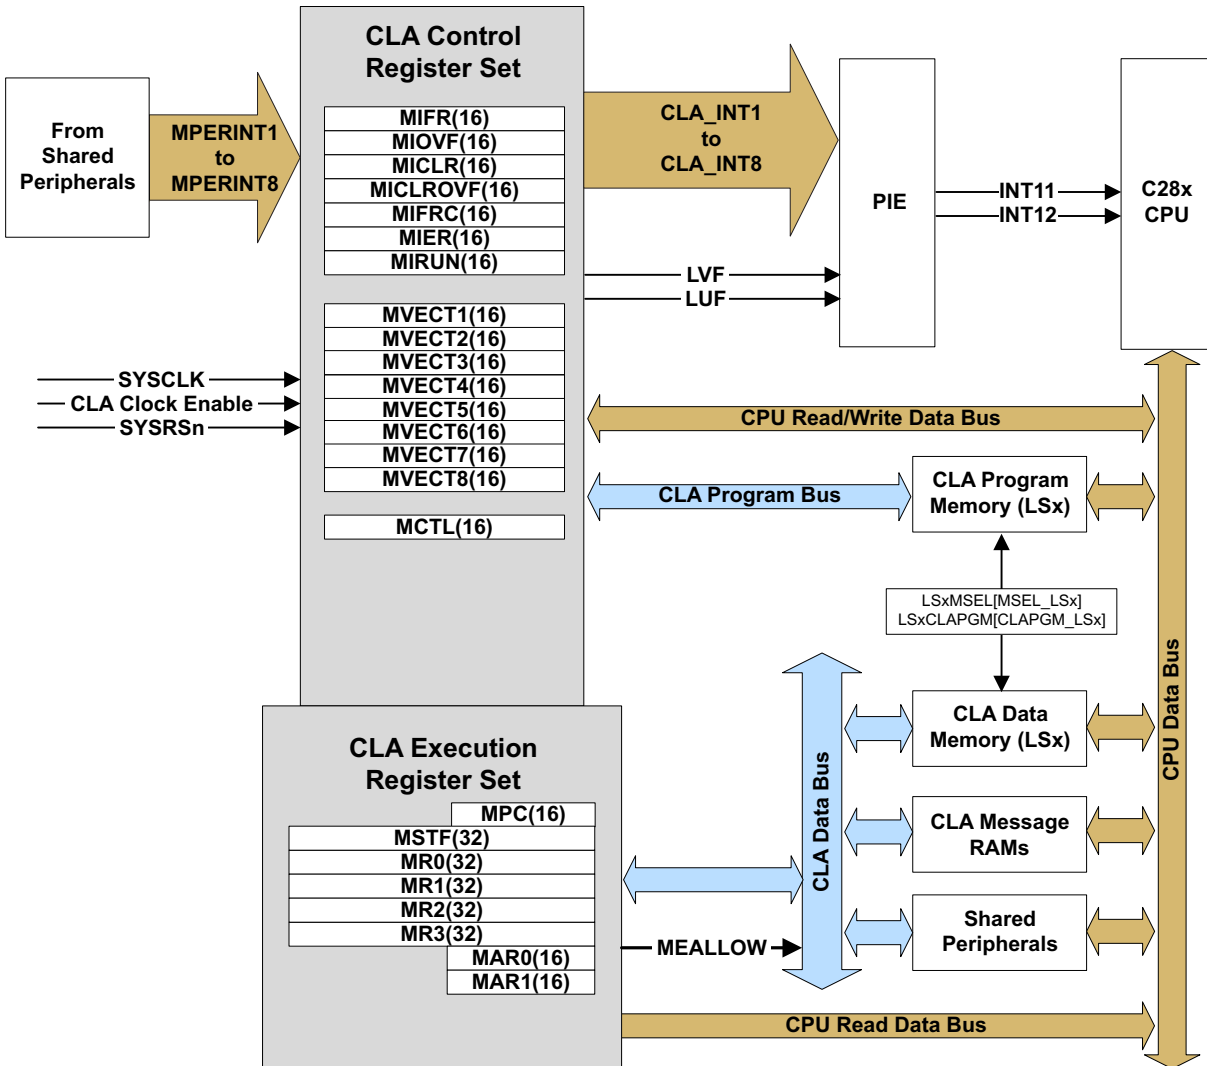 CLA Control
Register Set
From
Shared
Peripherals
MPERINT1
to
MPERINT8
MIFR(16)
MIOVF(16)
MICLR(16)
MICLROVF(16)
MIFRC(16)
MIER(16)
MIRUN(16)
CLA_INT1
to
CLA_INT8
PIE
INT11
INT12
C28x
CPU
LVF
LUF
MVECT1(16)
MVECT2(16)
MVECT3(16)
MVECT4(16)
MVECT5(16)
MVECT6(16)
MVECT7(16)
MVECT8(16)
SYSCLK
CLA Clock Enable
SYSRSn
CPU Read/Write Data Bus
CLA Program Bus
CLA Program
Memory (LSx)
MCTL(16)
LSxMSEL[MSEL_LSx]
LSxCLAPGM[CLAPGM_LSx]
CPU Data Bus
CLA Data
Memory (LSx)
CLA Data Bus
CLA Message
RAMs
Shared
Peripherals
CLA Execution
Register Set
MPC(16)
MSTF(32)
MR0(32)
MR1(32)
MR2(32)
MR3(32)
MAR0(16)
MAR1(16)
MEALLOW
CPU Read Data Bus